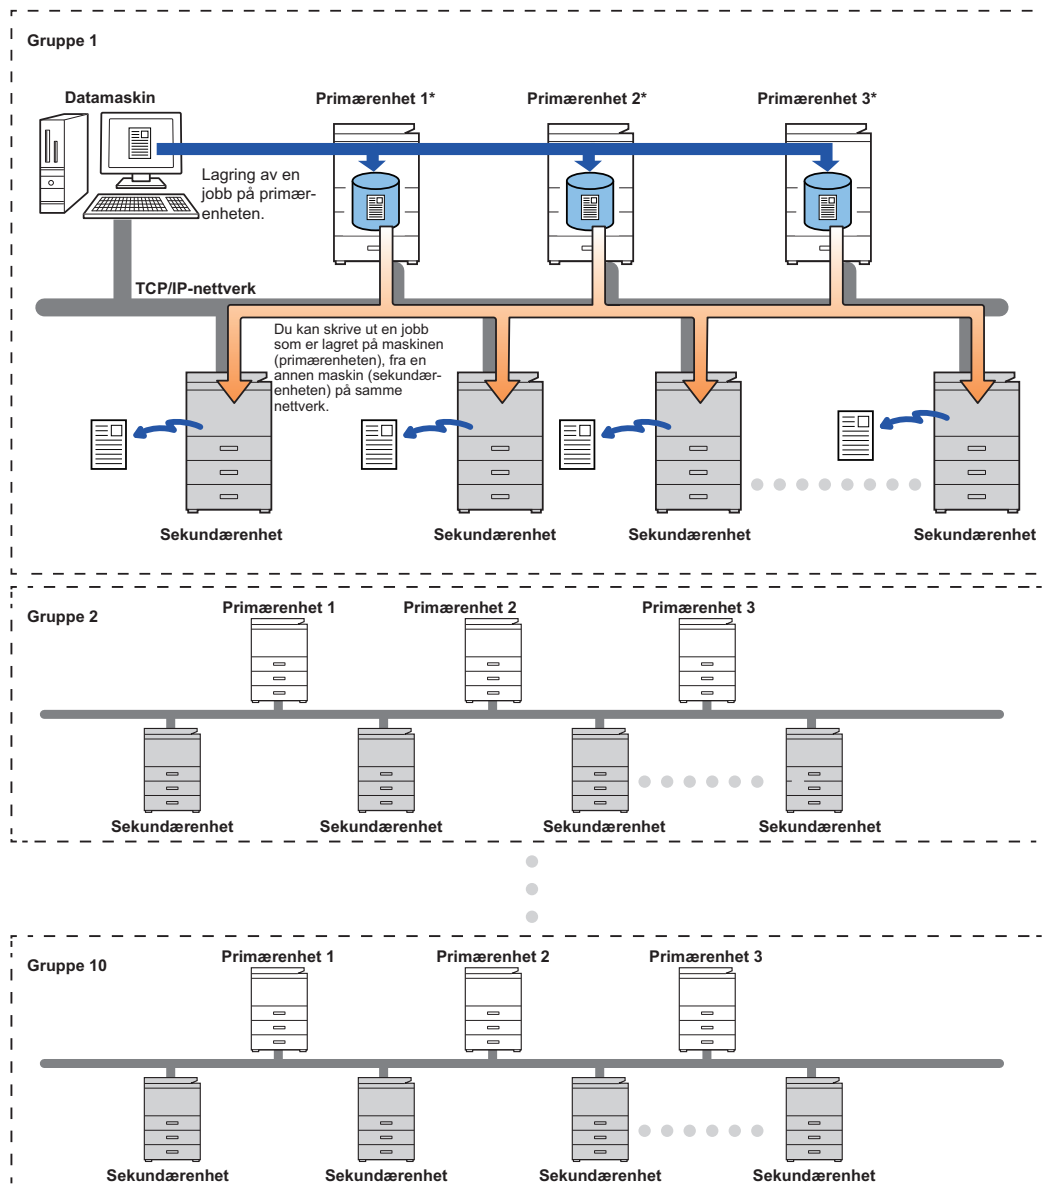 Gruppe 1
Datamaskin
Primærenhet 1*
Primærenhet 2*
Primærenhet 3*
Lagring av en
jobb på primær-
enheten.
TCP/IP-nettverk
Du kan skrive ut en jobb
som er lagret på maskinen
(primærenheten), fra en
annen maskin (sekundær-
enheten) på samme
nettverk.
Sekundærenhet
Sekundærenhet
Sekundærenhet
Sekundærenhet
Gruppe 2
Primærenhet 1
Primærenhet 2
Primærenhet 3
Sekundærenhet
Sekundærenhet
Sekundærenhet
Sekundærenhet
Gruppe 10
Primærenhet 1
Primærenhet 2
Primærenhet 3
Sekundærenhet
Sekundærenhet
Sekundærenhet
Sekundærenhet